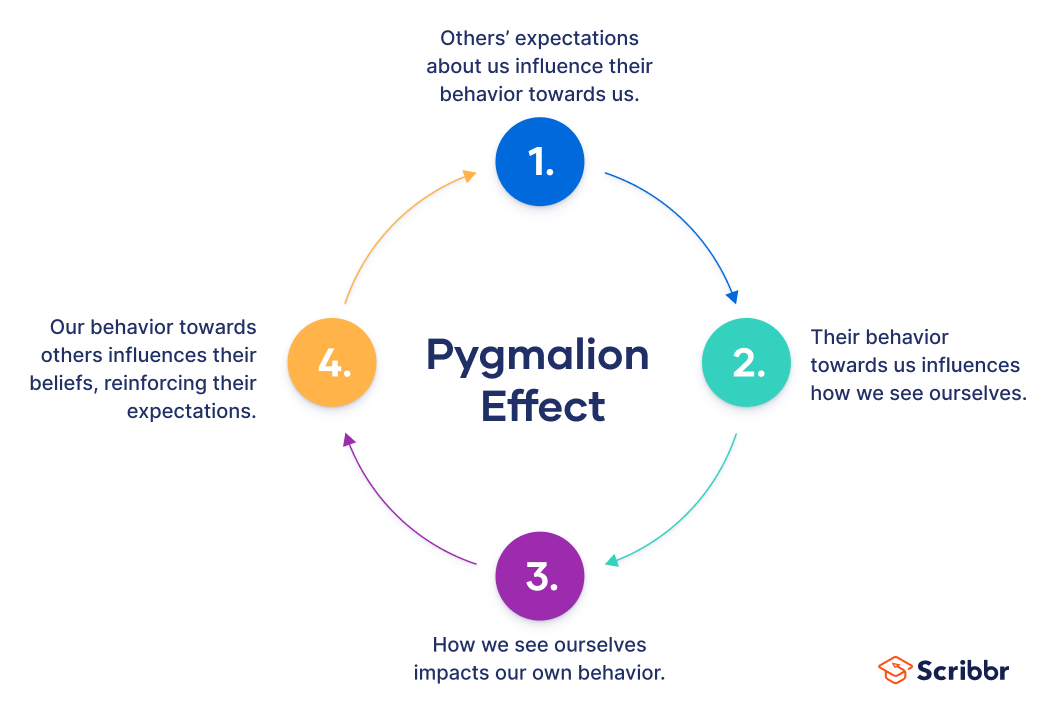 Others’ expectations
about us influence their
behavior towards us.
1.
Our behavior towards
others influences their
beliefs, reinforcing their
expectations.
4.
Pygmalion
Effect
2.
Their behavior
towards us influences
how we see ourselves.
3.
How we see ourselves
impacts our own behavior.
Scribbr